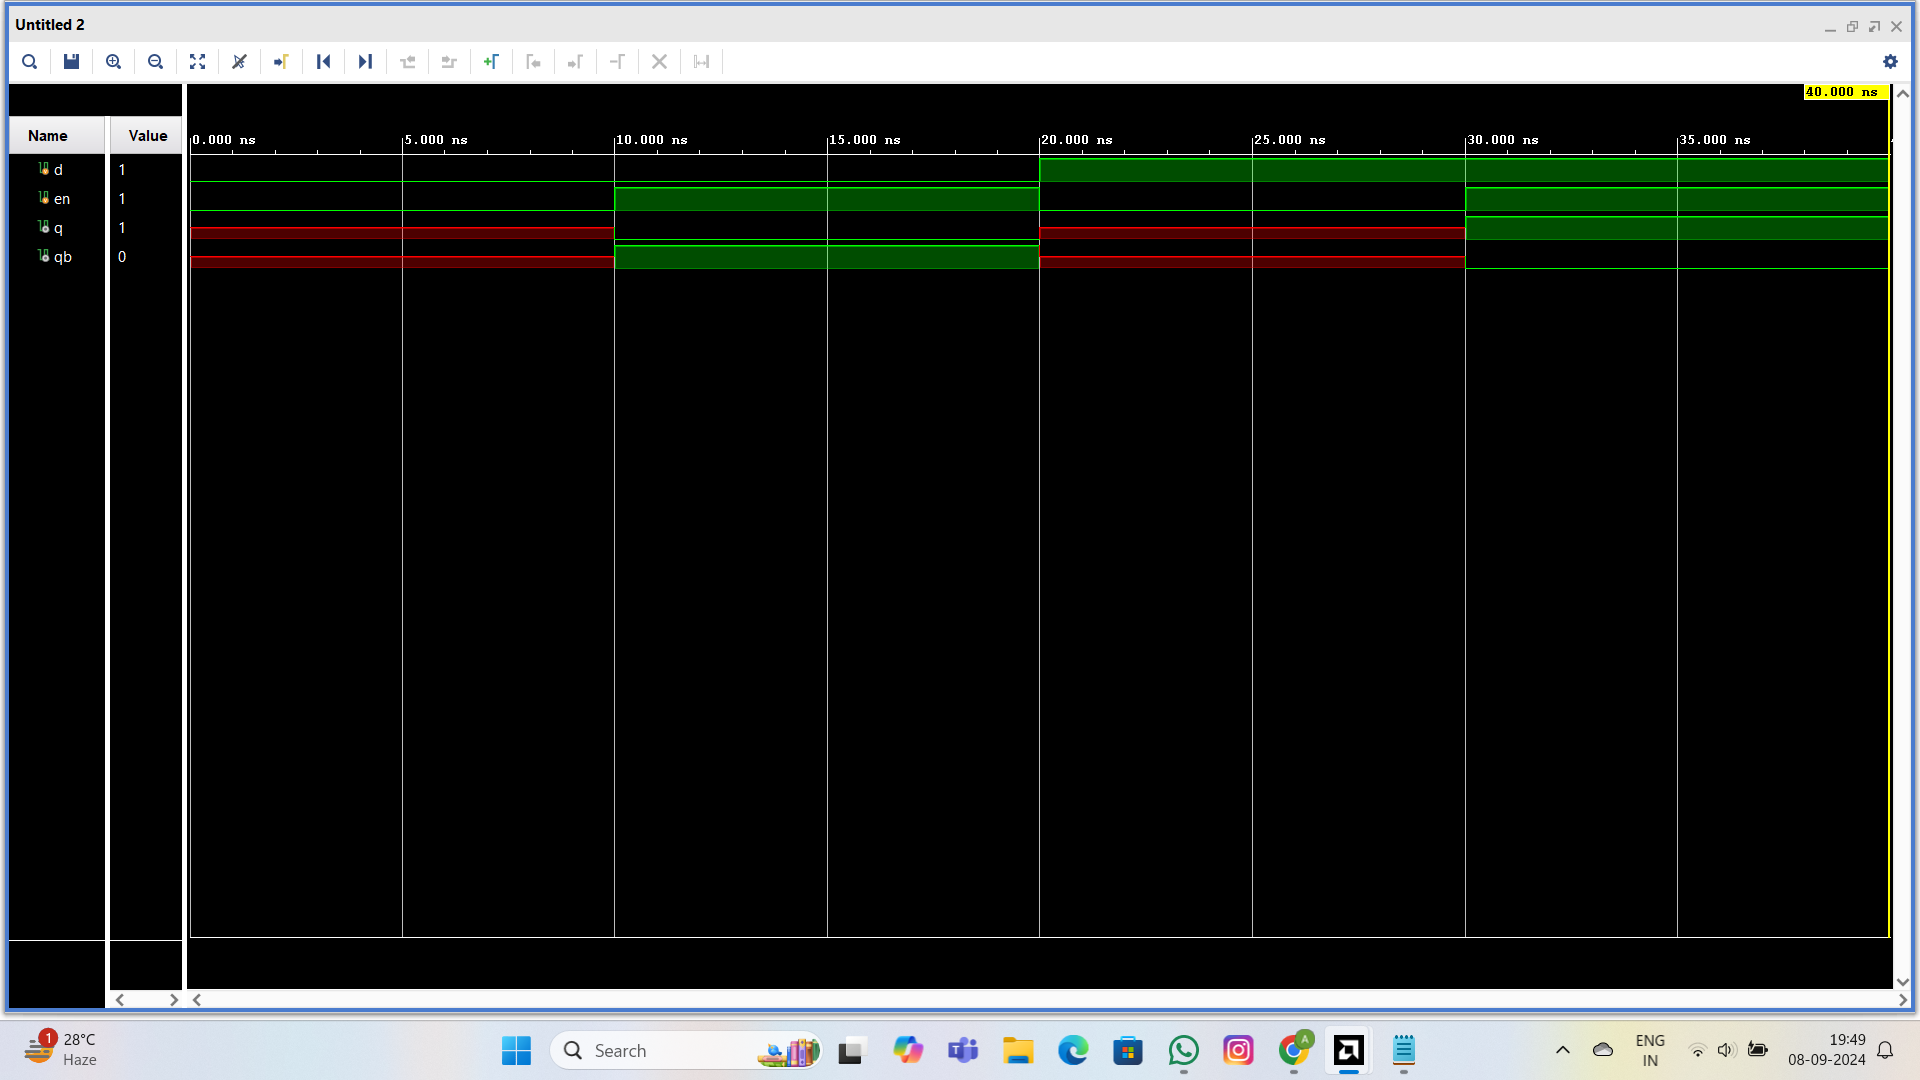 Untitled 2
40.000 ns
Name
Value
0.000 ns
5.000 ns
10.000 ns
15.000 ns
20.000 ns
25.000 ns
30.000 ns
35.000 ns
d
1
en
1
q
1
qb
0
1
28°C
Haze
Search
A
ENG
IN
19:49
08-09-2024